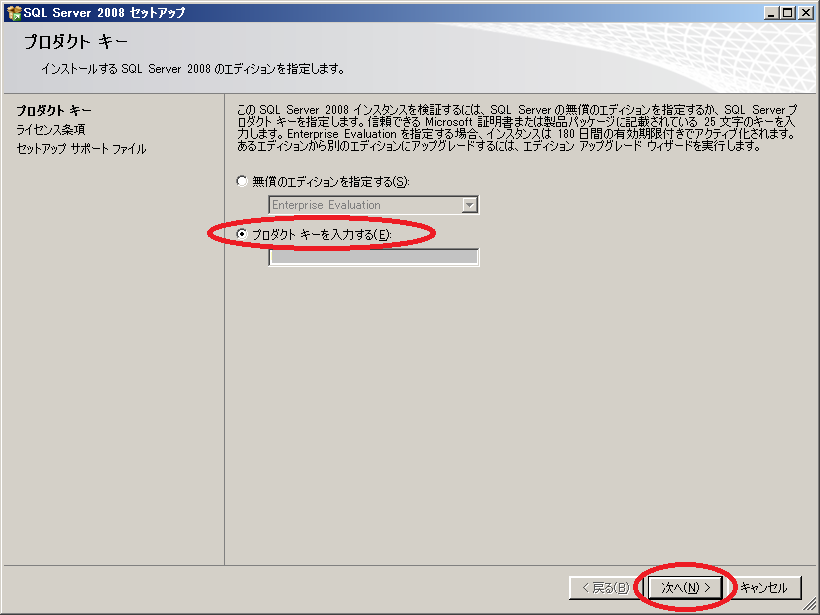 SQL Server 2008 セットアップ
プロダクト キー
インストールする SQL Server 2008 のエディションを指定します。
プロダクト キー
ライセンス条項
セットアップ サポート ファイル
この SQL Server 2008 インスタンスを検証するには、SQL Server の無償のエディションを指定するか、SQL Server プ
ロダクト キーを指定します。信頼できる Microsoft 証明書または製品パッケージに記載されている 25 文字のキーを入
力します。Enterprise Evaluation を指定する場合、インスタンスは 180 日間の有効期限付きでアクティブ化されます。
あるエディションから別のエディションにアップグレードするには、エディション アップグレード ウィザードを実行します。
無償のエディションを指定する(S):
Enterprise Evaluation
プロダクト キーを入力する(E):
< 戻る(B)
次へ(N) >
キャンセル